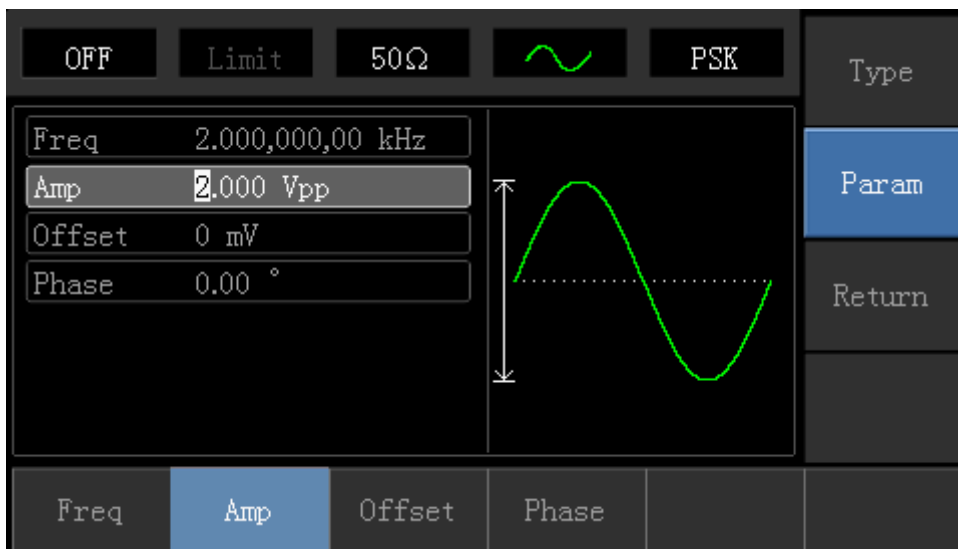 OFF Limit 50Ω PSK
Type
Freq 2.000,000,00 kHz
Amp 2.000 Vpp
Param
Offset 0 mV
Phase 0.00 °
Return
Freq Amp Offset Phase